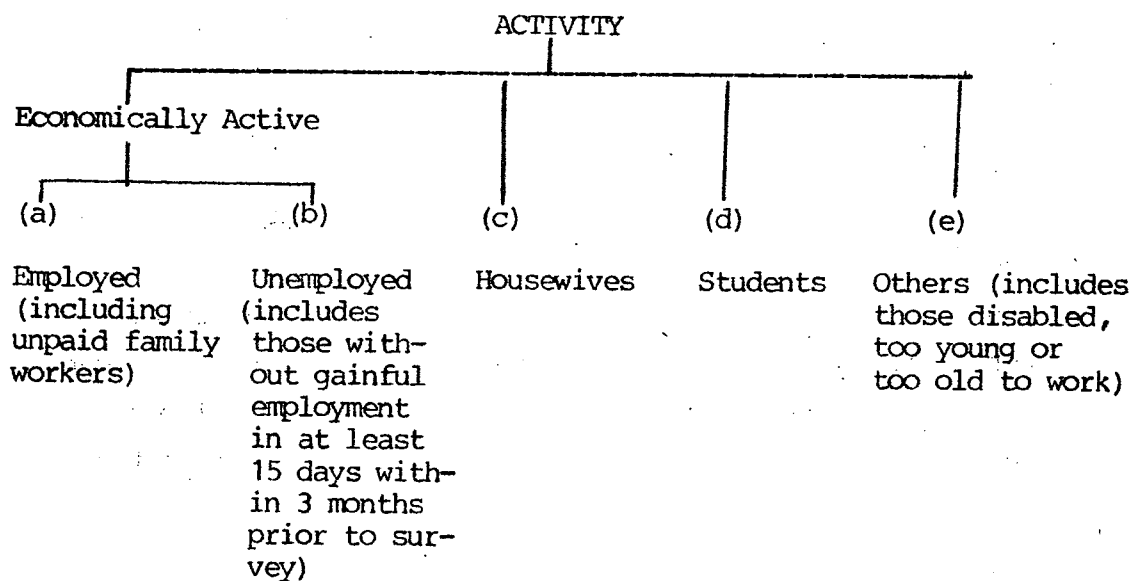 ACTIVITY
Economically Active
(a)
(b)
(c)
(d)
(e)
Employed
(including
unpaid family
workers)
Unemployed
(includes
those with-
out gainful
employment
in at least
15 days with-
in 3 months
prior to sur-
vey)
Housewives
Students
Others (includes
those disabled,
too young or
too old to work)